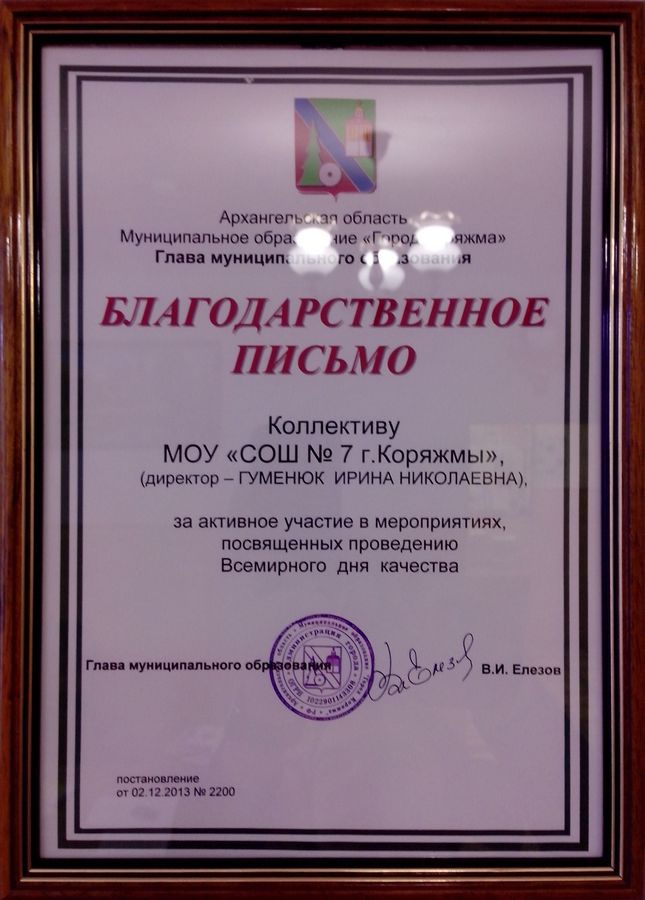 Архангельская область
Муниципальное образование «Город Коряжма»
Глава муниципального образования
БЛАГОДАРСТВЕННОЕ
ПИСЬМО
Коллективу
МОУ «СОШ № 7 г.Коряжмы»,
(директор – ГУМЕНЮК ИРИНА НИКОЛАЕВНА),
за активное участие в мероприятиях,
посвященных проведению
Всемирного дня качества
Глава муниципального образования
В.И. Елезов
Администрация города
постановление
от 02.12.2013 № 2200